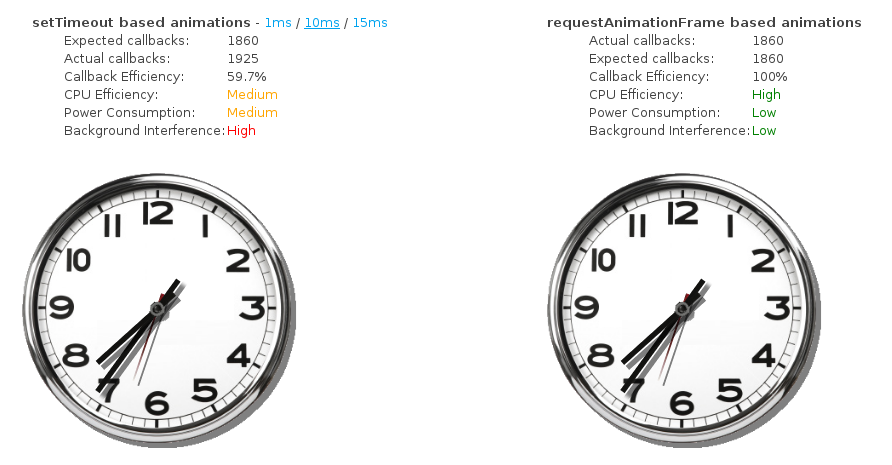 setTimeout based animations - 1ms / 10ms / 15ms
Expected callbacks: 1860
Actual callbacks: 1925
Callback Efficiency: 59.7%
CPU Efficiency: Medium
Power Consumption: Medium
Background Interference: High
12
11 1
10 2
9 3
8 4
7 5
6
requestAnimationFrame based animations
Actual callbacks: 1860
Expected callbacks: 1860
Callback Efficiency: 100%
CPU Efficiency: High
Power Consumption: Low
Background Interference: Low
12
11 1
10 2
9 3
8 4
7 5
6